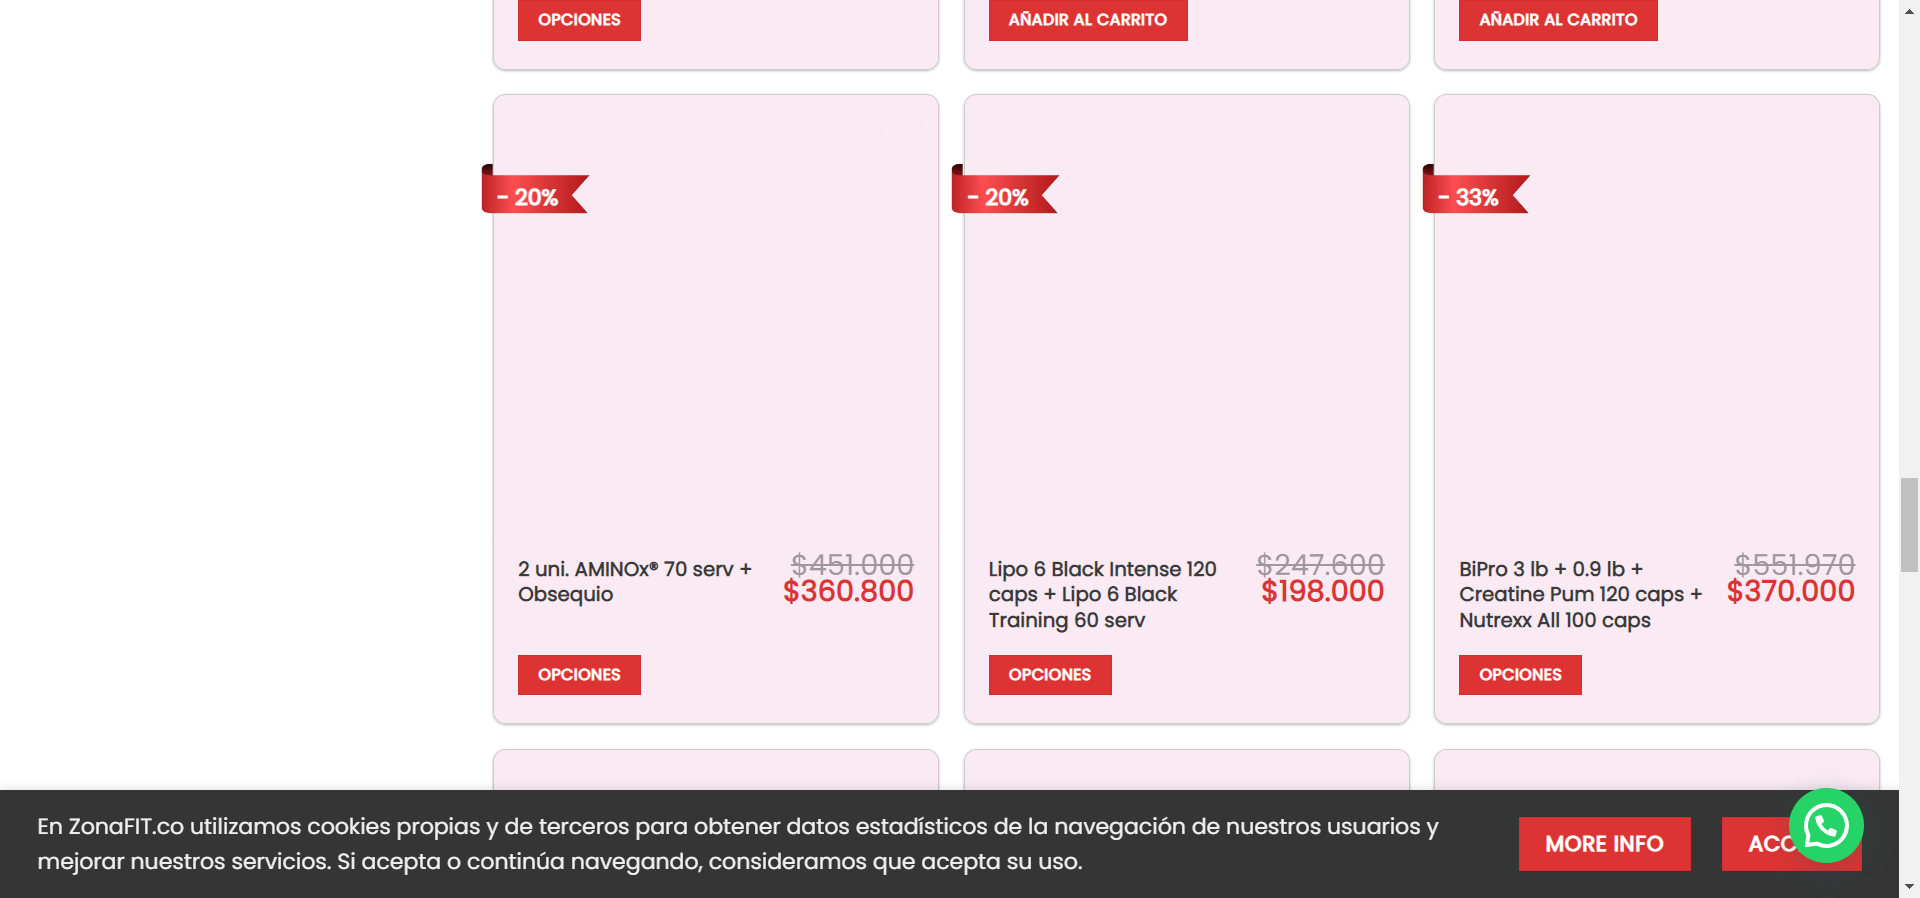 OPCIONES
AÑADIR AL CARRITO
AÑADIR AL CARRITO
- 20%
- 20%
- 33%
2 uni. AMINOx® 70 serv +
Obsequio
$451.000
$360.800
OPCIONES
Lipo 6 Black Intense 120
caps + Lipo 6 Black
Training 60 serv
$247.600
$198.000
OPCIONES
BiPro 3 lb + 0.9 lb +
Creatine Pum 120 caps +
Nutrexx All 100 caps
$551.970
$370.000
OPCIONES
En ZonaFIT.co utilizamos cookies propias y de terceros para obtener datos estadísticos de la navegación de nuestros usuarios y
mejorar nuestros servicios. Si acepta o continúa navegando, consideramos que acepta su uso.
MORE INFO